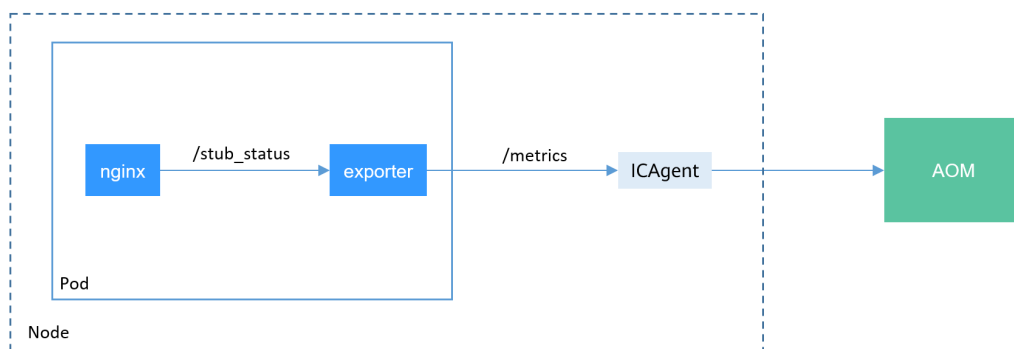 /stub_status
/metrics
nginx
exporter
ICAgent
AOM
Pod
Node